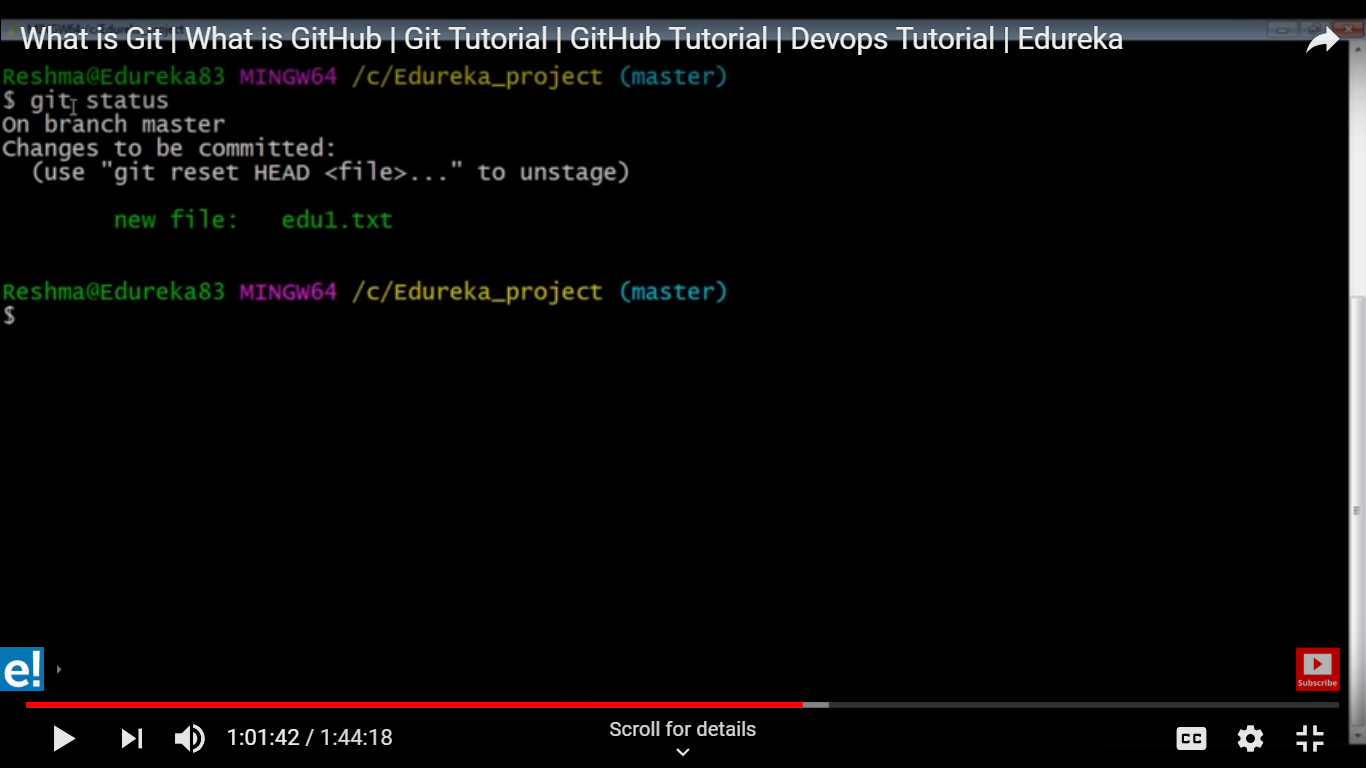 What is Git | What is GitHub | Git Tutorial | GitHub Tutorial | Devops Tutorial | Edureka
Reshma@Edureka83 MINGW64 /c/Edureka_project (master)
$ git status
On branch master
Changes to be committed:
(use "git reset HEAD <file>..." to unstage)
new file: edu1.txt
Reshma@Edureka83 MINGW64 /c/Edureka_project (master)
$
e!
Subscribe
1:01:42 / 1:44:18
Scroll for details
CC